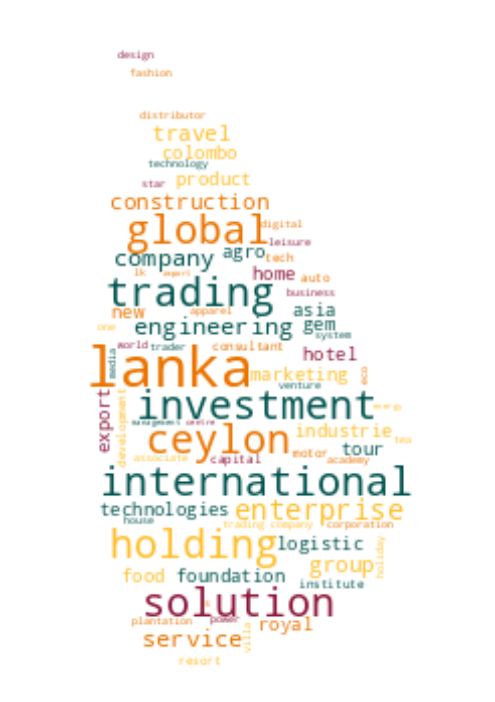 design
fashion
distributor
travel
colombo
technology
star product
construction
global digital
leisure
company agro tech
lk import home auto
trading business
new apparel asia
one engineering gem
system
world trader consultant hotel
media lanka marketing eco
venture
export development investment
management centre
ceylon industrie
tour tea
associate capital motor academy
international
technologies enterprise
house trading company corporation
holding logistic
group holiday
food foundation institute
solution
plantation power royal
service villa
resort